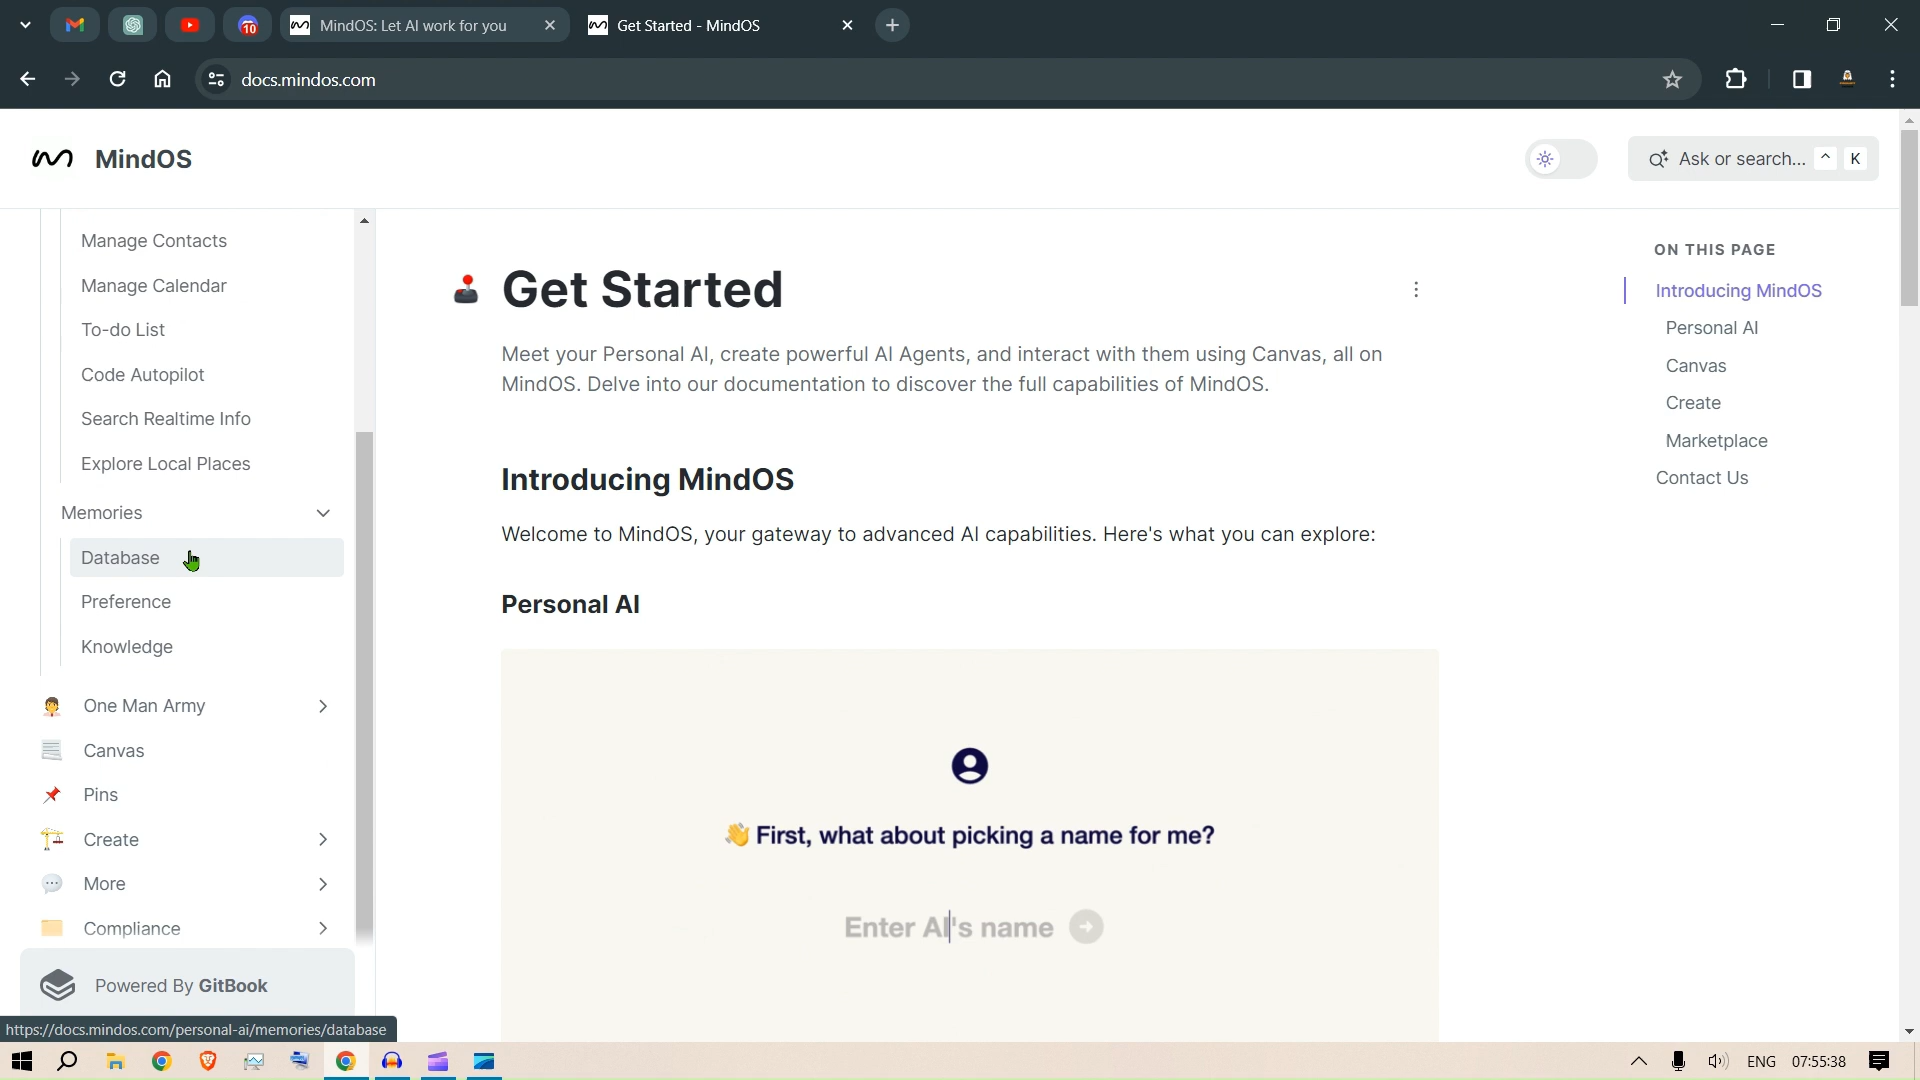 10
MindOS: Let AI work for you
Get Started - MindOS
docs.mindos.com
MindOS
Ask or search... ^ K
Manage Contacts
Manage Calendar
To-do List
Code Autopilot
Search Realtime Info
Explore Local Places
Memories
Database
Preference
Knowledge
One Man Army
Canvas
Pins
Create
More
Compliance
Powered By GitBook
https://docs.mindos.com/personal-ai/memories/database
Get Started
Meet your Personal AI, create powerful AI Agents, and interact with them using Canvas, all on
MindOS. Delve into our documentation to discover the full capabilities of MindOS.
Introducing MindOS
Welcome to MindOS, your gateway to advanced AI capabilities. Here's what you can explore:
Personal AI
👋 First, what about picking a name for me?
Enter AI's name
ON THIS PAGE
Introducing MindOS
Personal AI
Canvas
Create
Marketplace
Contact Us
ENG 07:55:38